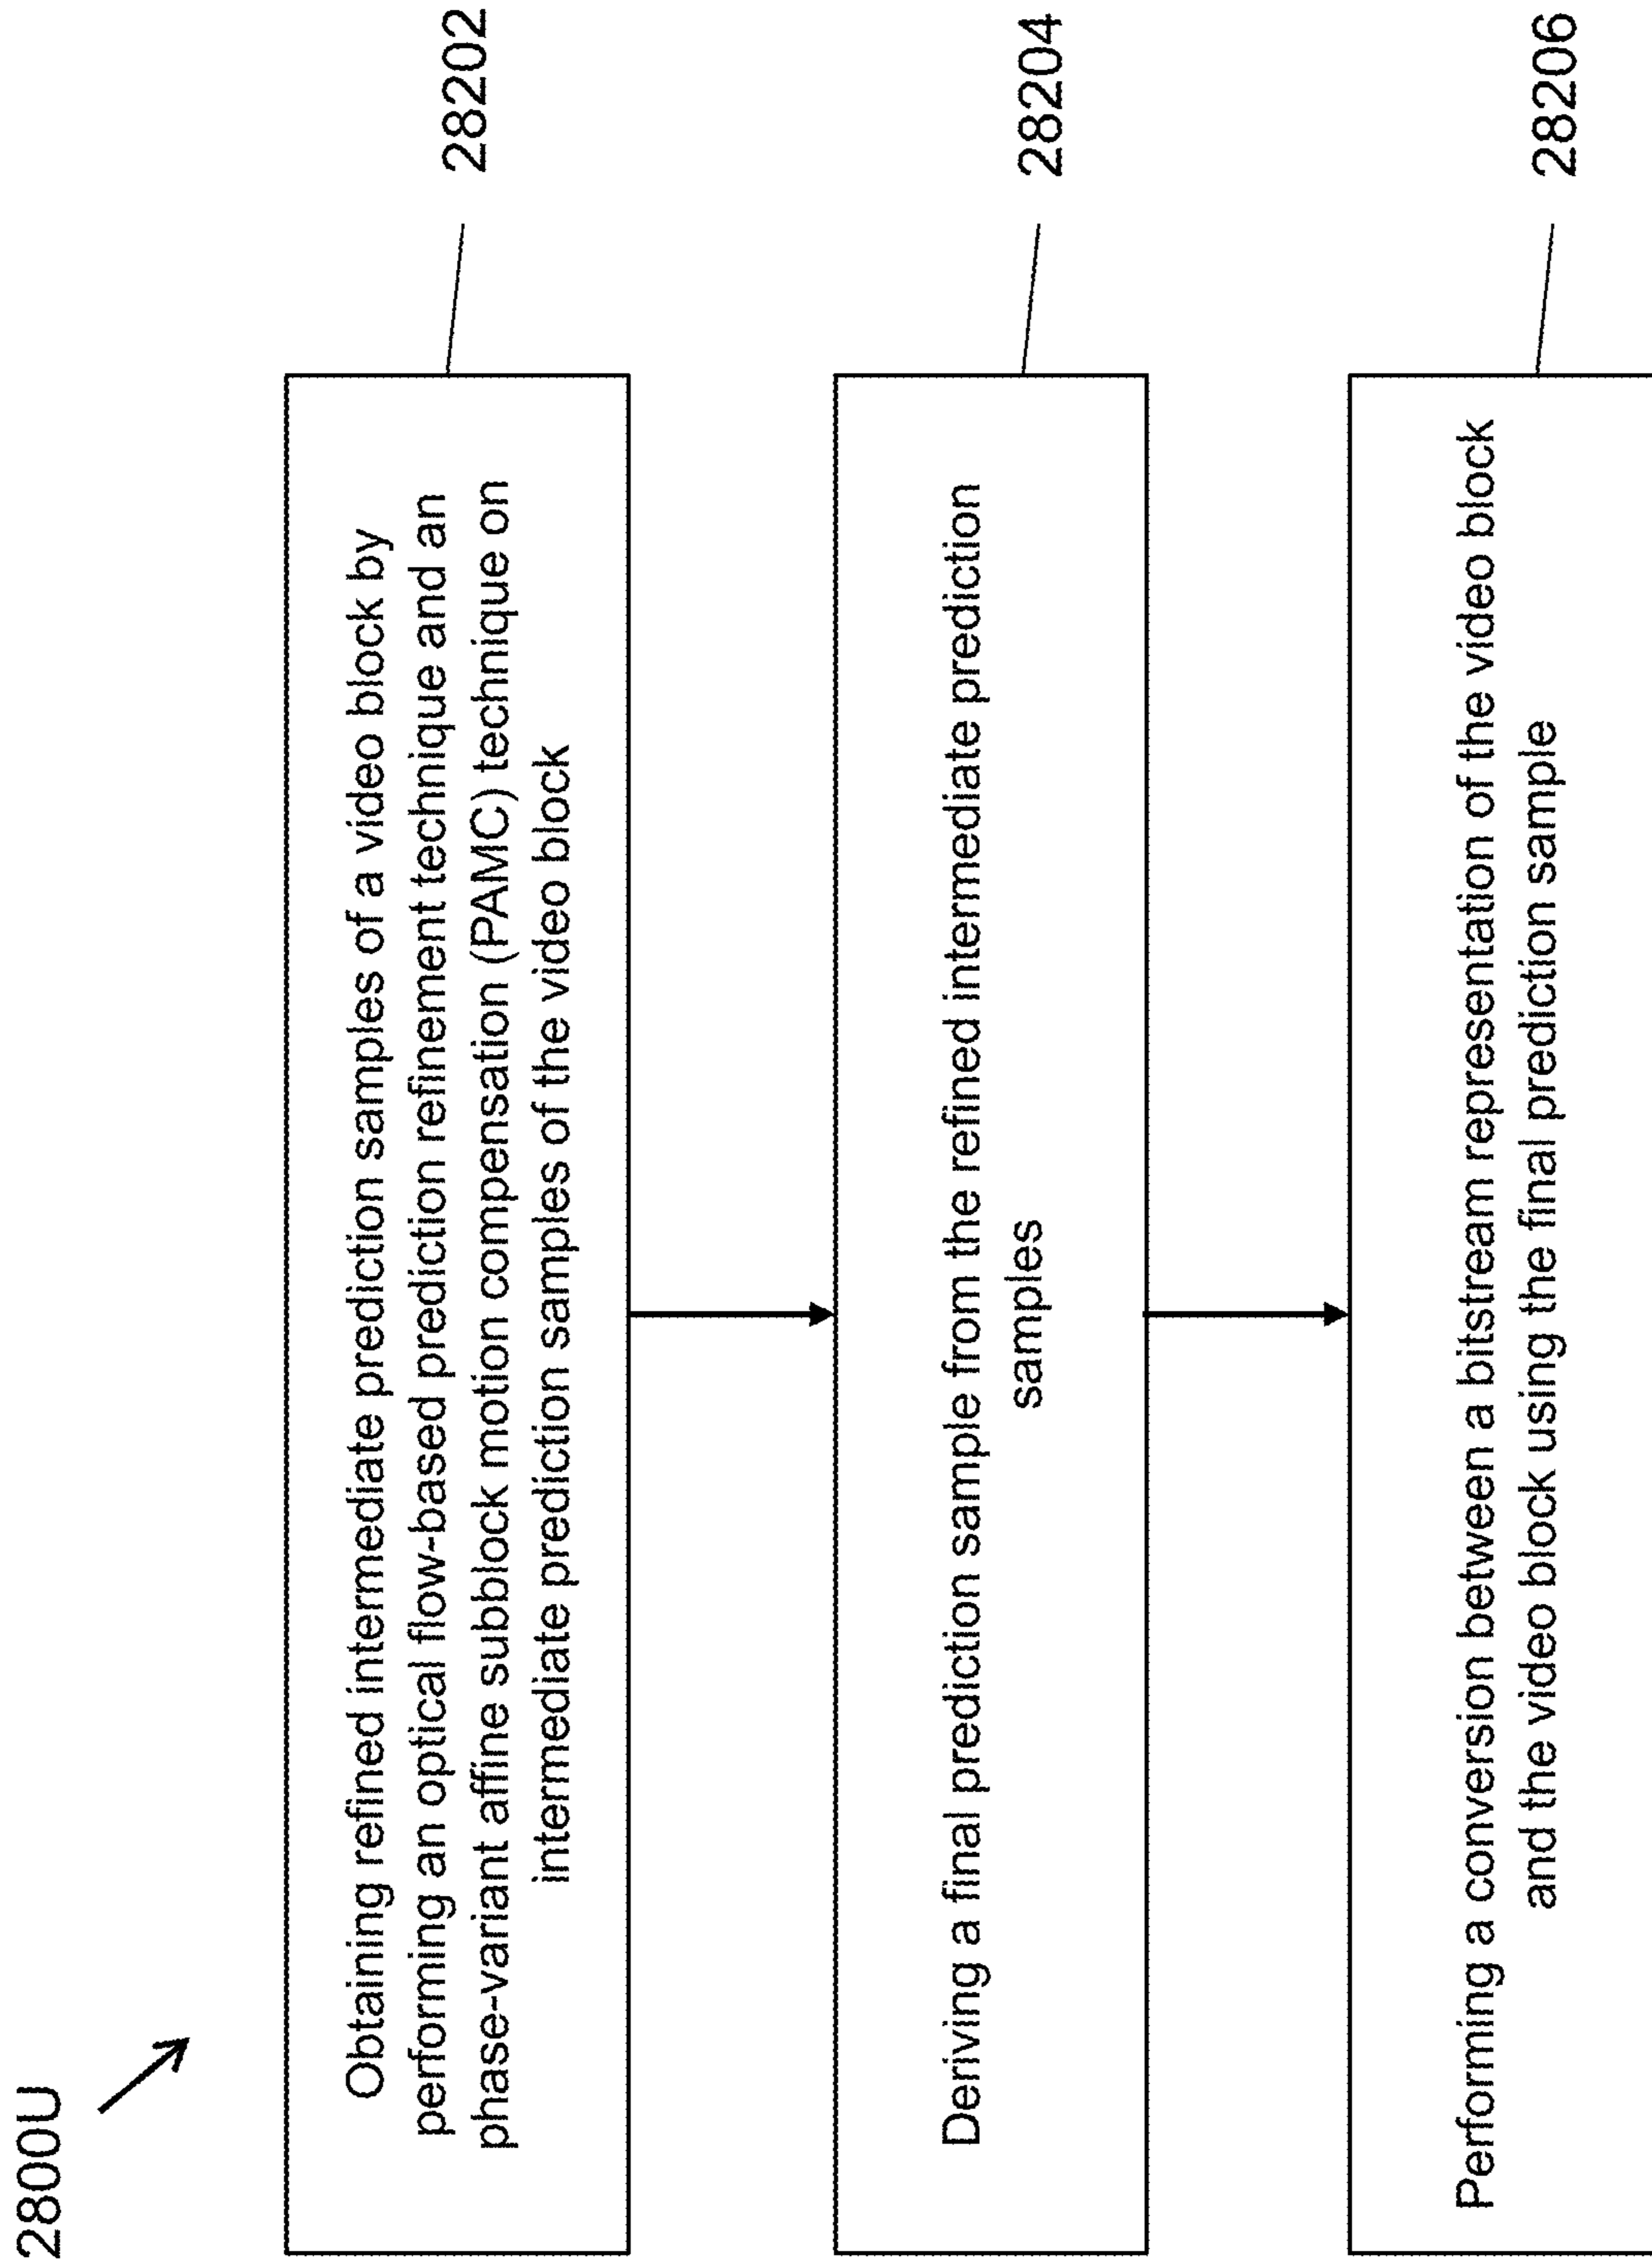 2800U
Obtaining refined intermediate prediction samples of a video block by
performing an optical flow-based prediction refinement technique and an
phase-variant affine subblock motion compensation (PAMC) technique on
intermediate prediction samples of the video block
28202
Deriving a final prediction sample from the refined intermediate prediction
samples
28204
Performing a conversion between a bitstream representation of the video block
and the video block using the final prediction sample
28206